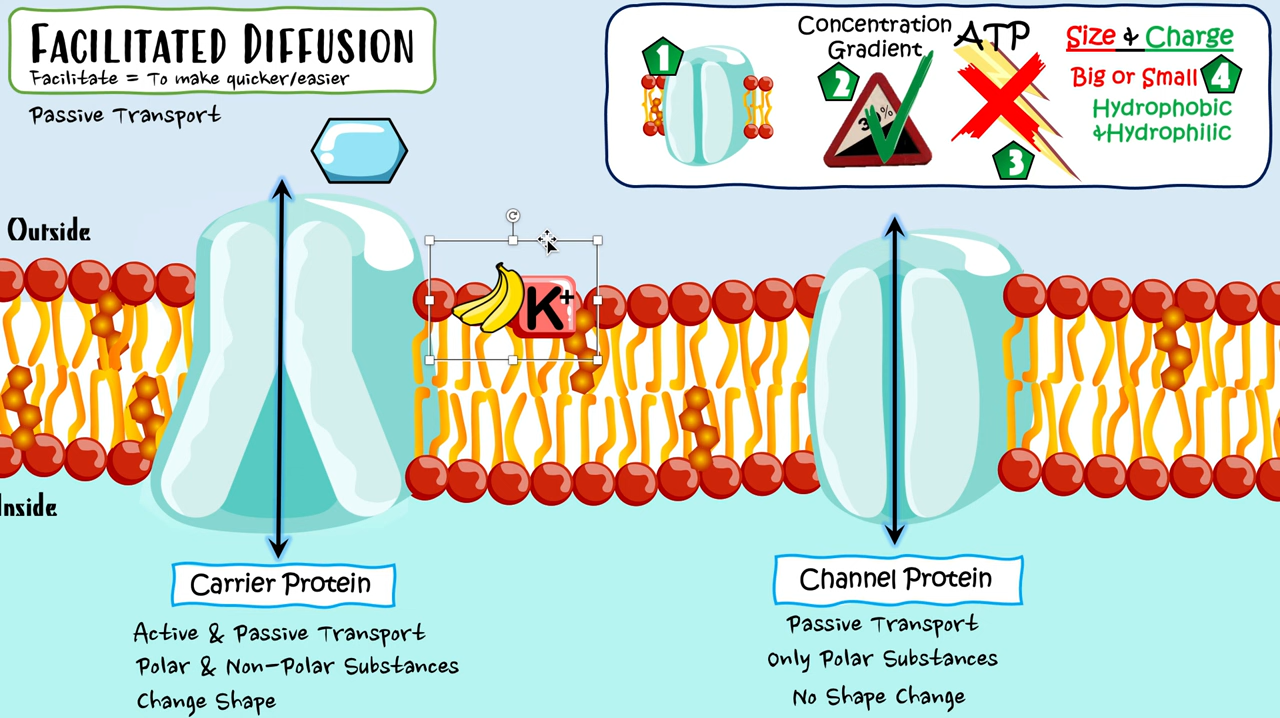 FACILITATED DIFFUSION
Facilitate = To make quicker/easier
Passive Transport
1
Concentration
Gradient
2
ATP
3
Size & Charge
Big or Small
4
Hydrophobic
&Hydrophilic
Outside
K+
Inside
Carrier Protein
Active & Passive Transport
Polar & Non-Polar Substances
Change Shape
Channel Protein
Passive Transport
Only Polar Substances
No Shape Change